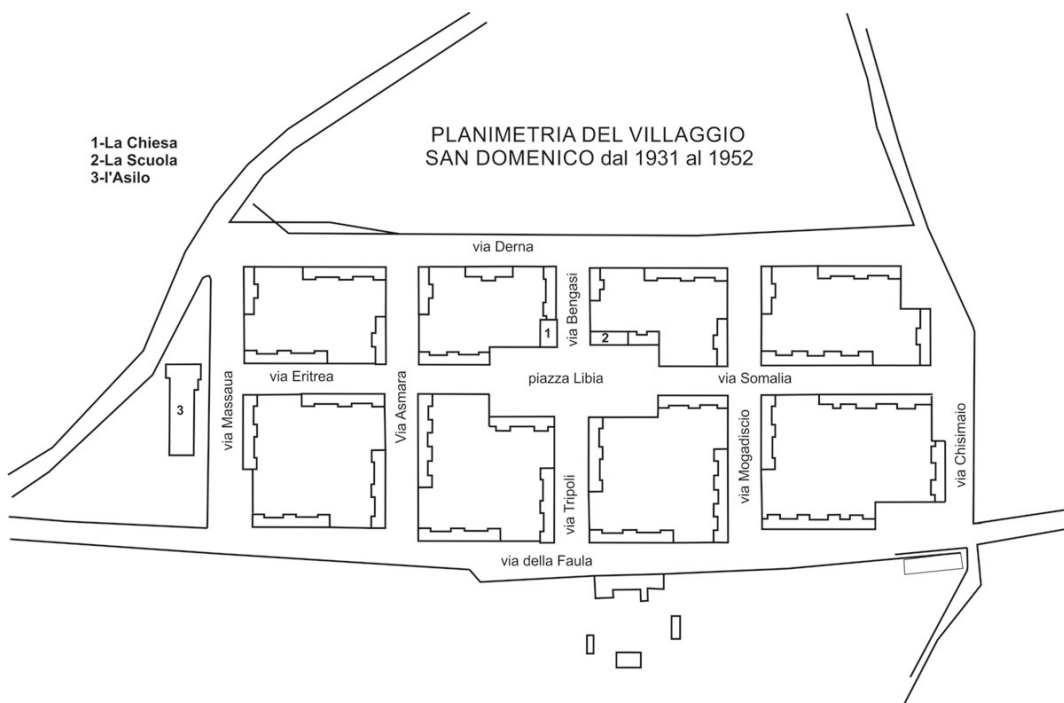 1-La Chiesa
2-La Scuola
3-l'Asilo
PLANIMETRIA DEL VILLAGGIO
SAN DOMENICO dal 1931 al 1952
via Derna
via Bengasi
1
2
via Eritrea
piazza Libia
via Somalia
3
via Massaua
Via Asmara
via Tripoli
via Mogadiscio
via Chisimaio
via della Faula